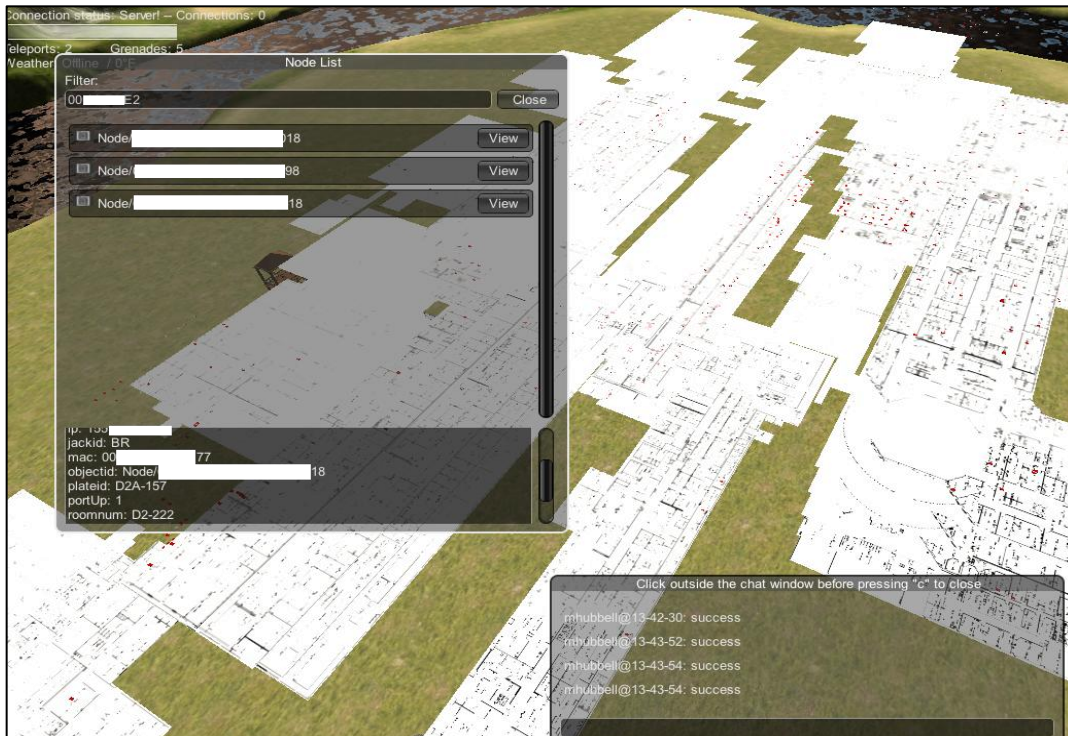 Connection status: Server! – Connections: 0
Teleports: 2 Grenades: 5
Weather: Offline / 0°F
Node List
Filter:
00 E2
Close
Node/ 018
View
Node/ 98
View
Node/ 18
View
ip: 155
jackid: BR
mac: 00 77
objectid: Node/ 18
plateid: D2A-157
portUp: 1
roomnum: D2-222
Click outside the chat window before pressing "c" to close
mhubbell@13-42-30: success
mhubbell@13-43-52: success
mhubbell@13-43-54: success
mhubbell@13-43-54: success